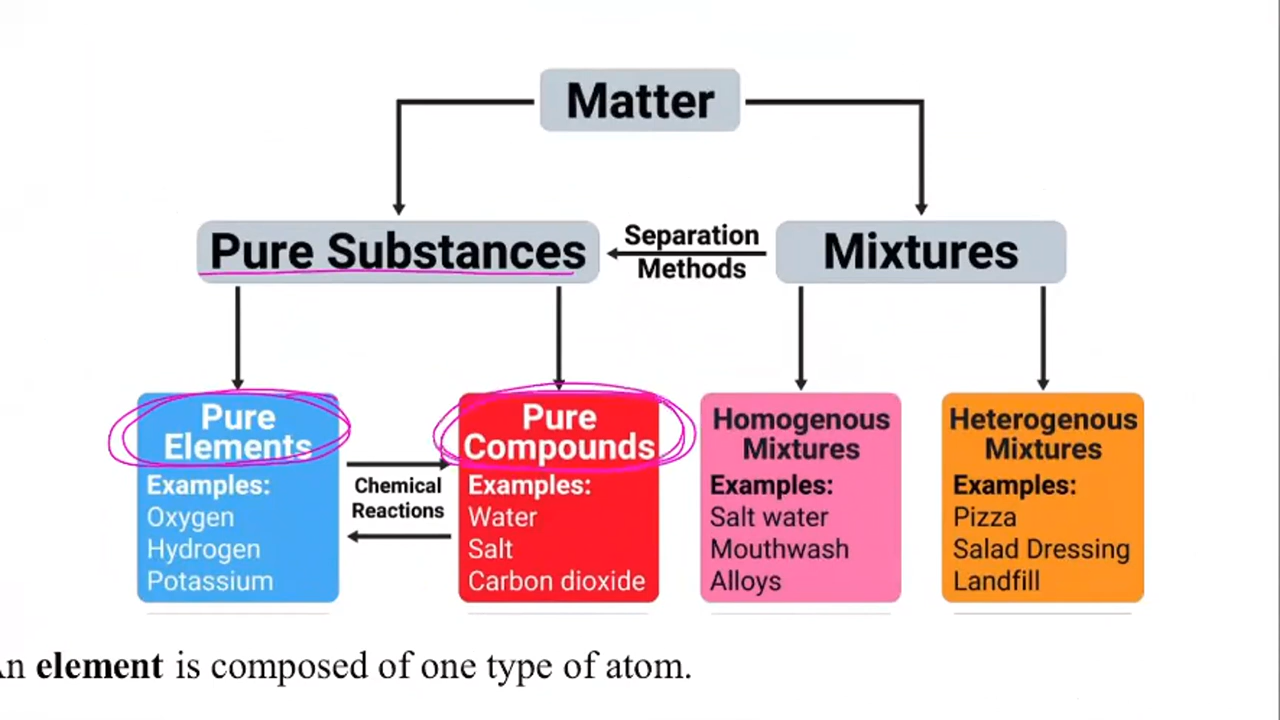 Matter
Pure Substances
Separation
Methods
Mixtures
Pure
Elements
Examples:
Oxygen
Hydrogen
Potassium
Chemical
Reactions
Pure
Compounds
Examples:
Water
Salt
Carbon dioxide
Homogenous
Mixtures
Examples:
Salt water
Mouthwash
Alloys
Heterogenous
Mixtures
Examples:
Pizza
Salad Dressing
Landfill
element is composed of one type of atom.